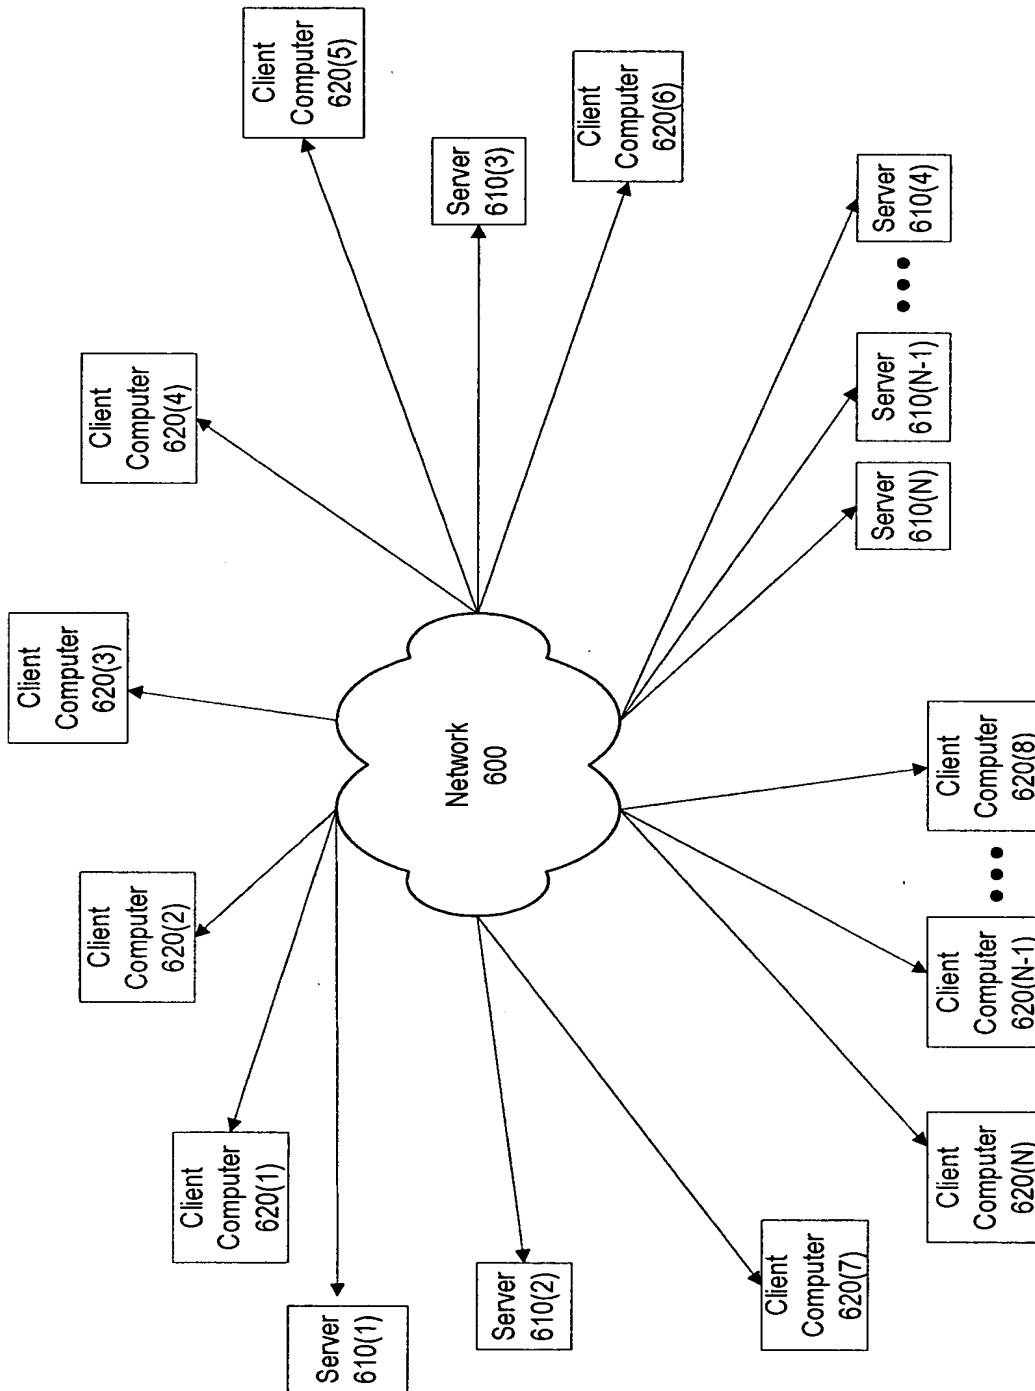 Client
Computer
620(3)
Client
Computer
620(2)
Client
Computer
620(4)
Client
Computer
620(1)
Client
Computer
620(5)
Server
610(1)
Network
600
Server
610(3)
Server
610(2)
Client
Computer
620(6)
Client
Computer
620(7)
Server
610(N)
Server
610(N-1)
Server
610(4)
Client
Computer
620(N)
Client
Computer
620(N-1)
Client
Computer
620(8)